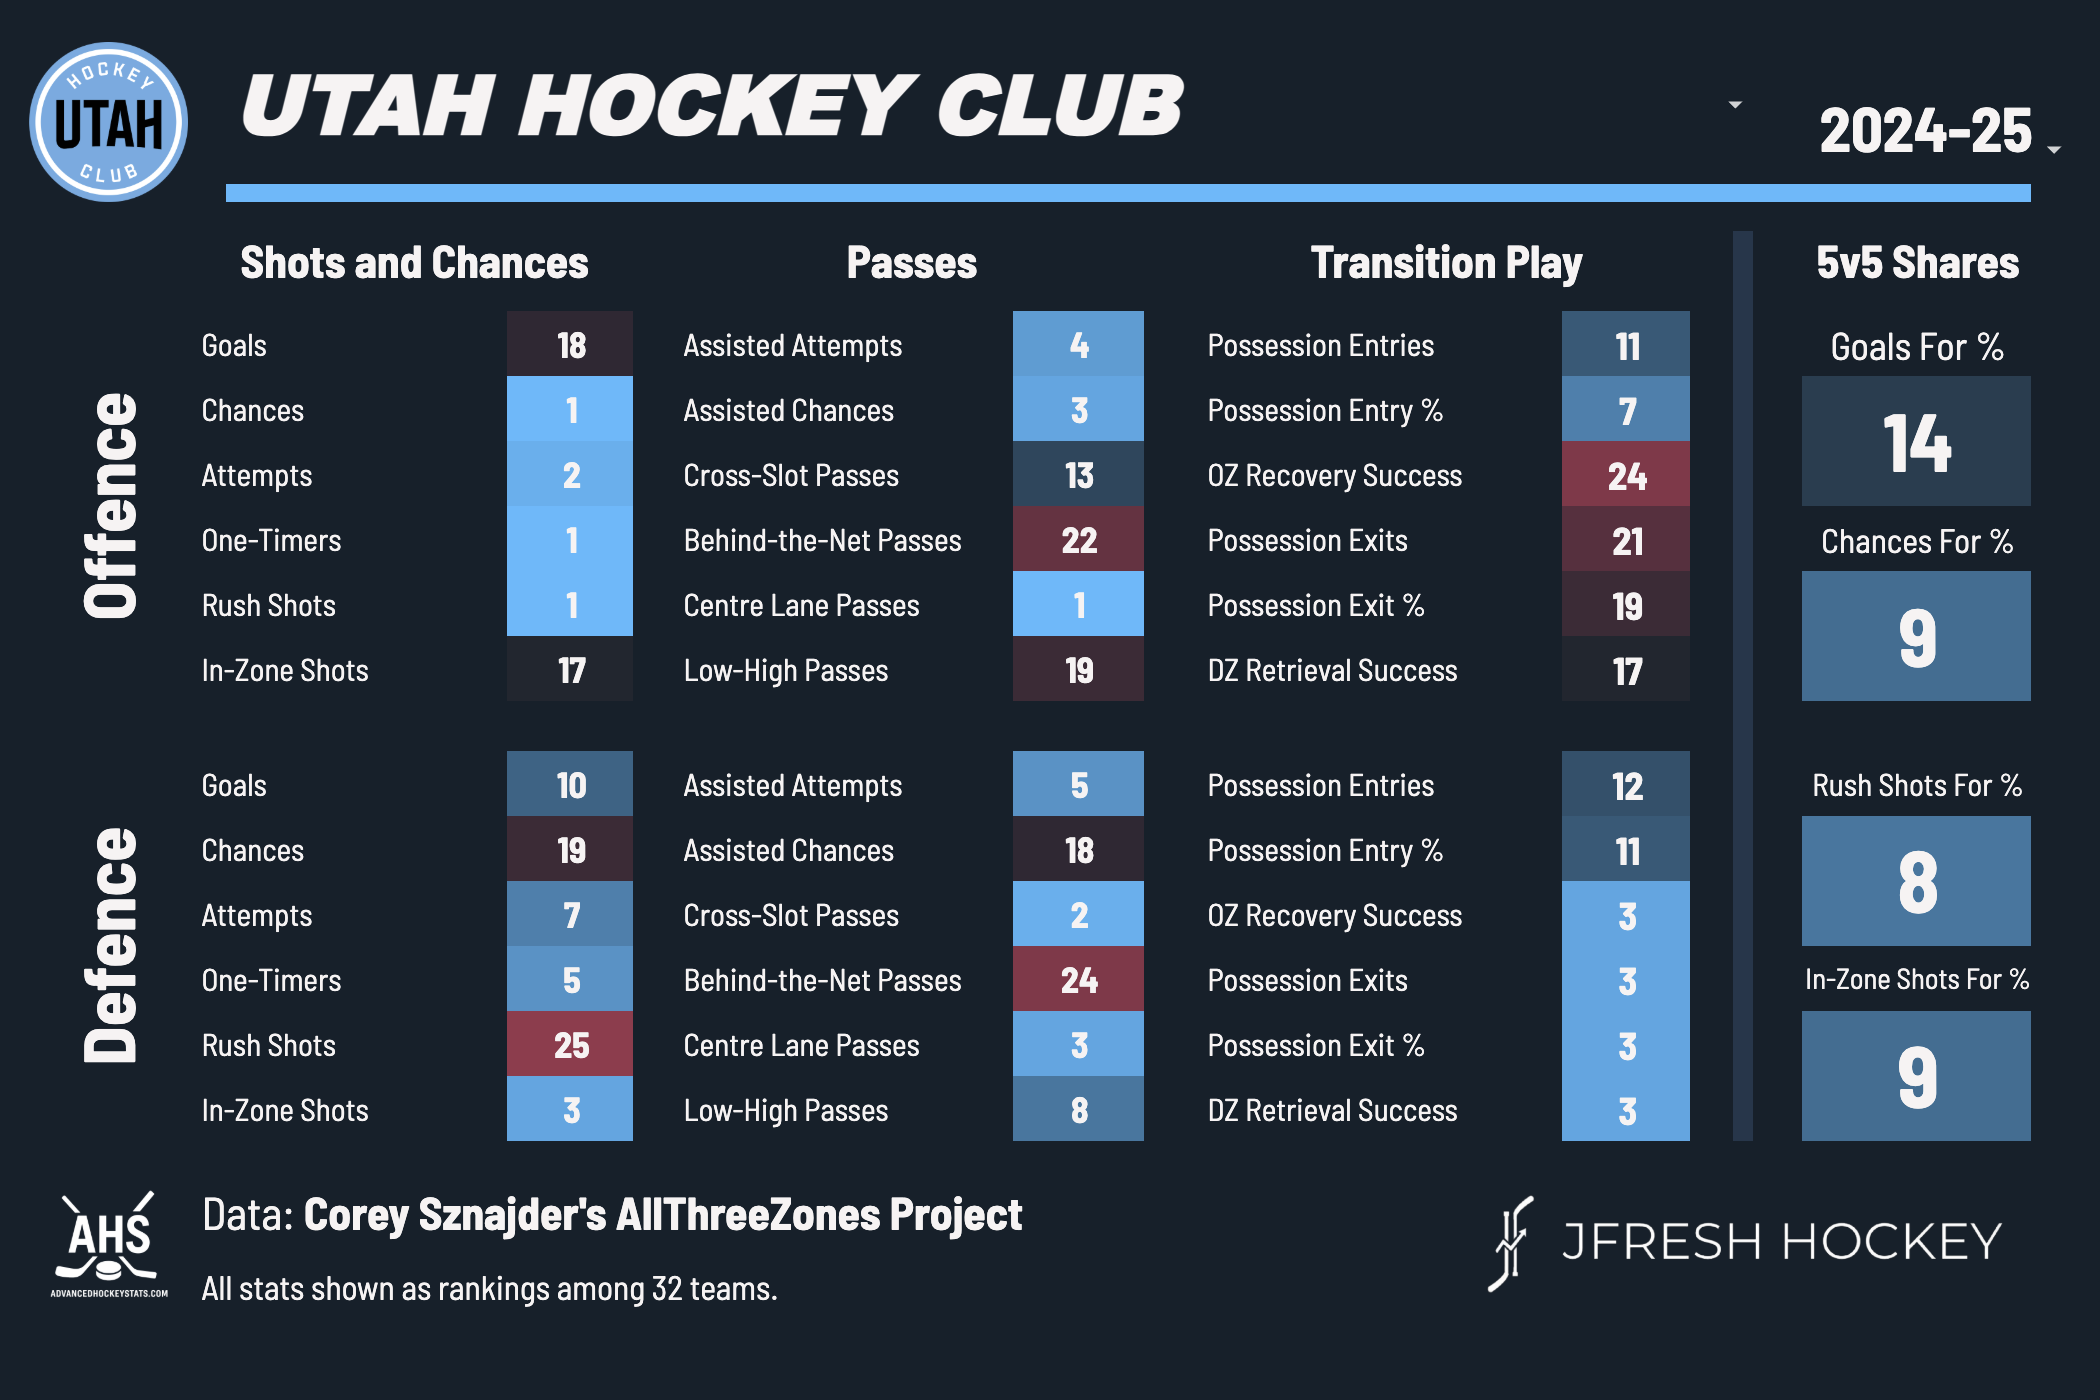 HOCKEY
UTAH
CLUB
UTAH HOCKEY CLUB
2024-25
Shots and Chances
Passes
Transition Play
5v5 Shares
Offence
Goals 18
Chances 1
Attempts 2
One-Timers 1
Rush Shots 1
In-Zone Shots 17
Assisted Attempts 4
Assisted Chances 3
Cross-Slot Passes 13
Behind-the-Net Passes 22
Centre Lane Passes 1
Low-High Passes 19
Possession Entries 11
Possession Entry % 7
OZ Recovery Success 24
Possession Exits 21
Possession Exit % 19
DZ Retrieval Success 17
Goals For %
14
Chances For %
9
Defence
Goals 10
Chances 19
Attempts 7
One-Timers 5
Rush Shots 25
In-Zone Shots 3
Assisted Attempts 5
Assisted Chances 18
Cross-Slot Passes 2
Behind-the-Net Passes 24
Centre Lane Passes 3
Low-High Passes 8
Possession Entries 12
Possession Entry % 11
OZ Recovery Success 3
Possession Exits 3
Possession Exit % 3
DZ Retrieval Success 3
Rush Shots For %
8
In-Zone Shots For %
9
AHS
ADVANCEDHOCKEYSTATS.COM
Data: Corey Sznajder's AllThreeZones Project
All stats shown as rankings among 32 teams.
JFRESH HOCKEY